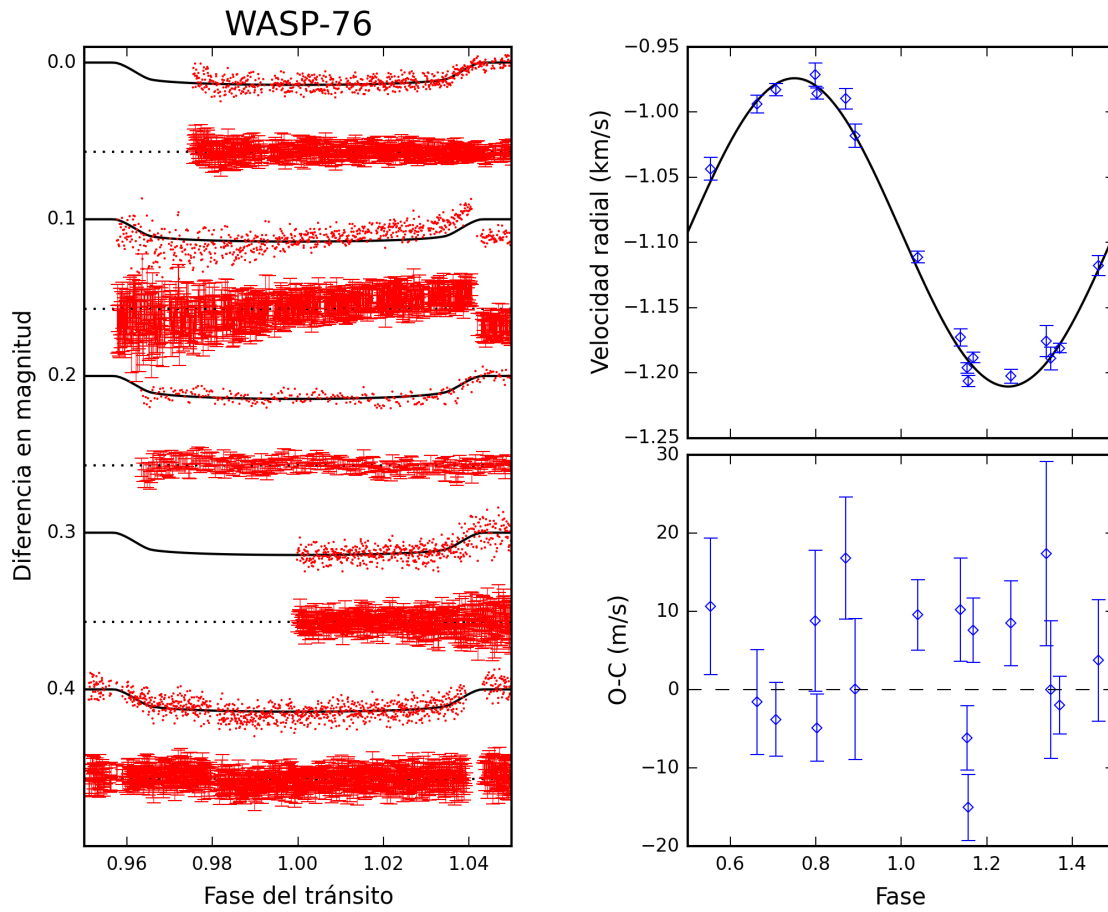 WASP-76
Diferencia en magnitud
0.0
0.1
0.2
0.3
0.4
0.96 0.98 1.00 1.02 1.04
Fase del tránsito
Velocidad radial (km/s)
−0.95
−1.00
−1.05
−1.10
−1.15
−1.20
−1.25
O-C (m/s)
30
20
10
0
−10
−20
0.6 0.8 1.0 1.2 1.4
Fase